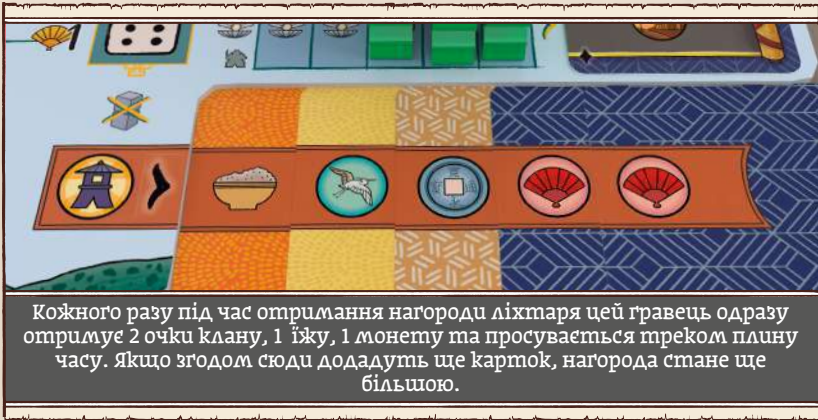 1
Кожного разу під час отримання нагороди ліхтаря цей гравець одразу
отримує 2 очки клану, 1 їжу, 1 монету та просувається треком плину
часу. Якщо згодом сюди додадуть ще карток, нагорода стане ще
більшою.